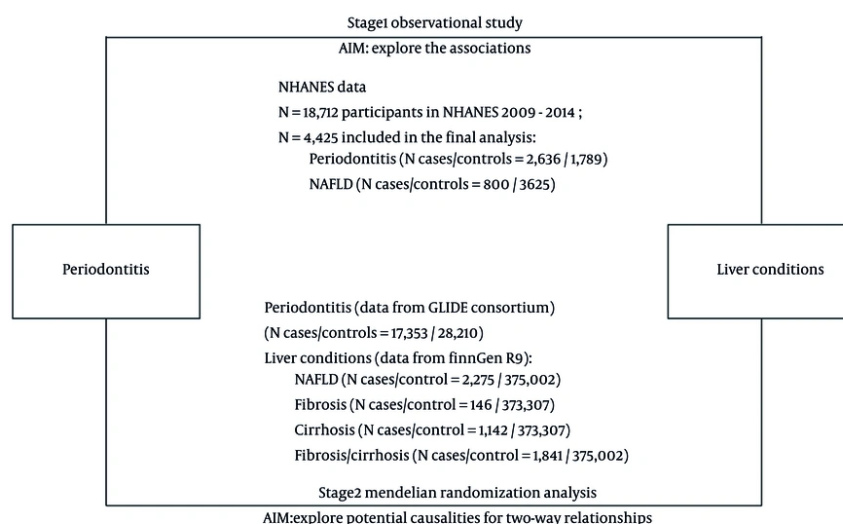 Stage1 observational study
AIM: explore the associations
NHANES data
N = 18,712 participants in NHANES 2009 - 2014 ;
N = 4,425 included in the final analysis:
Periodontitis (N cases/controls = 2,636 / 1,789)
NAFLD (N cases/controls = 800 / 3625)
Periodontitis
Liver conditions
Periodontitis (data from GLIDE consortium)
(N cases/controls = 17,353 / 28,210)
Liver conditions (data from finnGen R9):
NAFLD (N cases/control = 2,275 / 375,002)
Fibrosis (N cases/control = 146 / 373,307)
Cirrhosis (N cases/control = 1,142 / 373,307)
Fibrosis/cirrhosis (N cases/control = 1,841 / 375,002)
Stage2 mendelian randomization analysis
AIM:explore potential causalities for two-way relationships